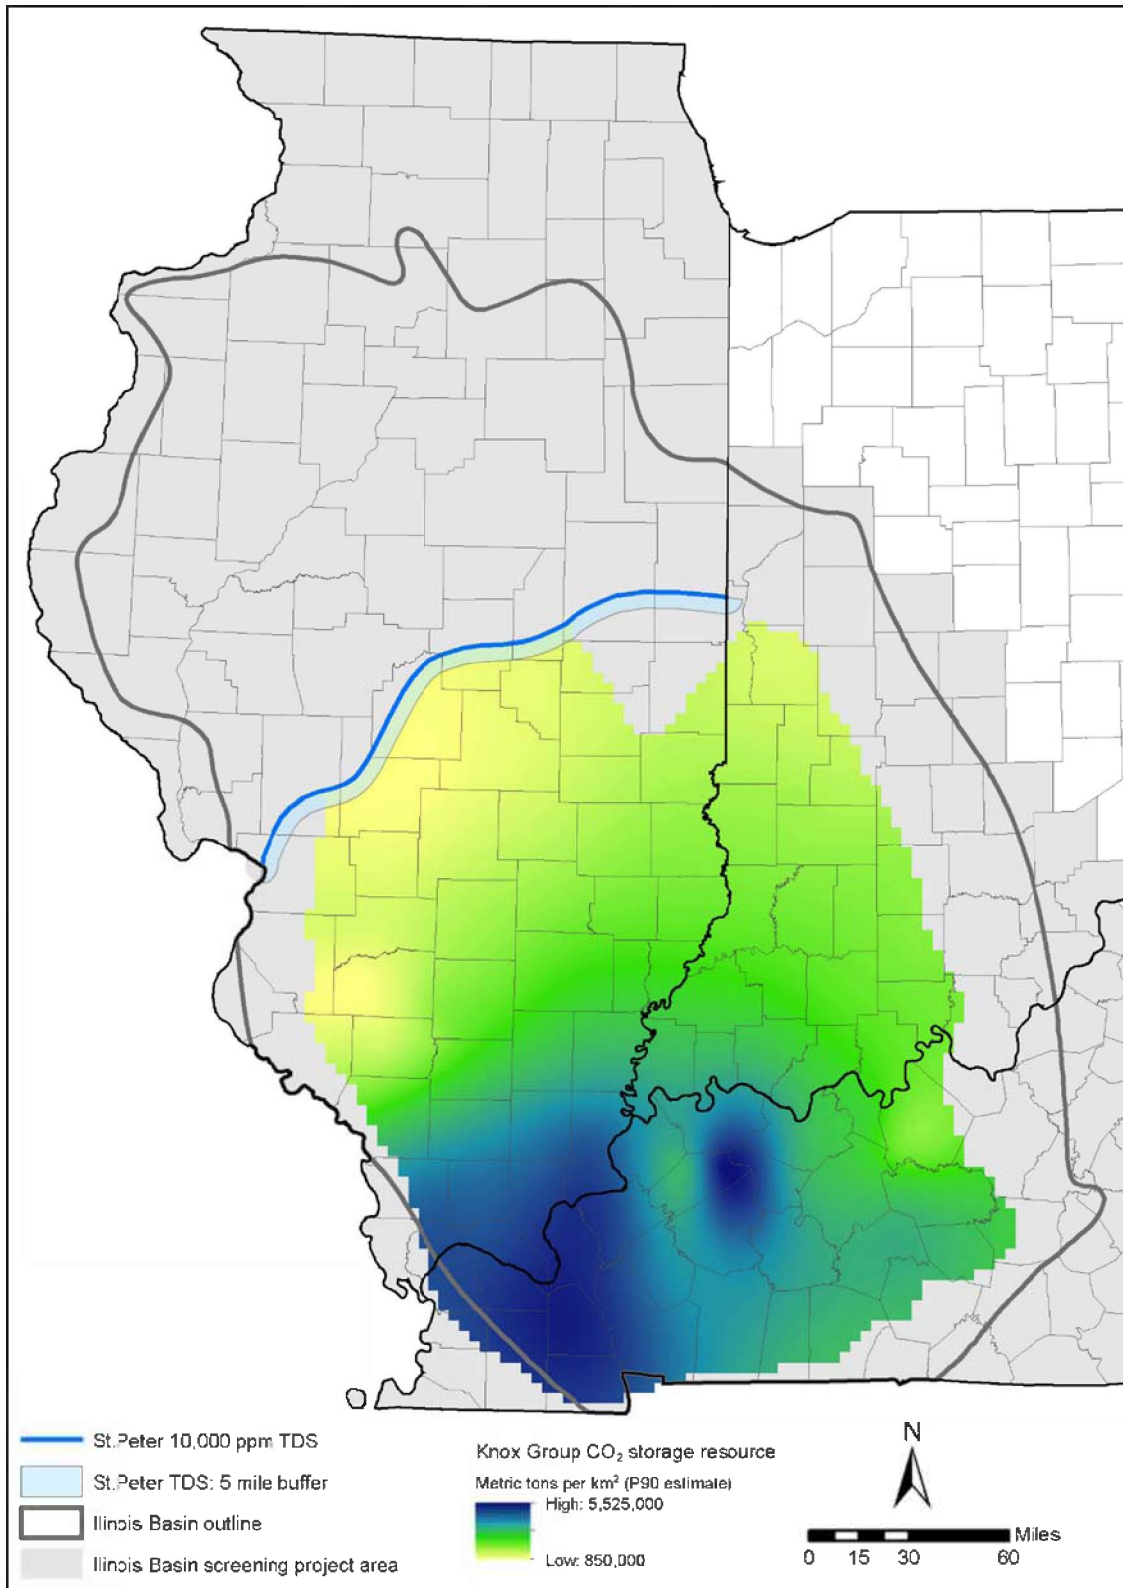 St.Peter 10,000 ppm TDS
St.Peter TDS: 5 mile buffer
Illinois Basin outline
Illinois Basin screening project area
Knox Group CO₂ storage resource
Metric tons per km² (P90 estimate)
High: 5,525,000
Low: 850,000
N
Miles
0 15 30 60